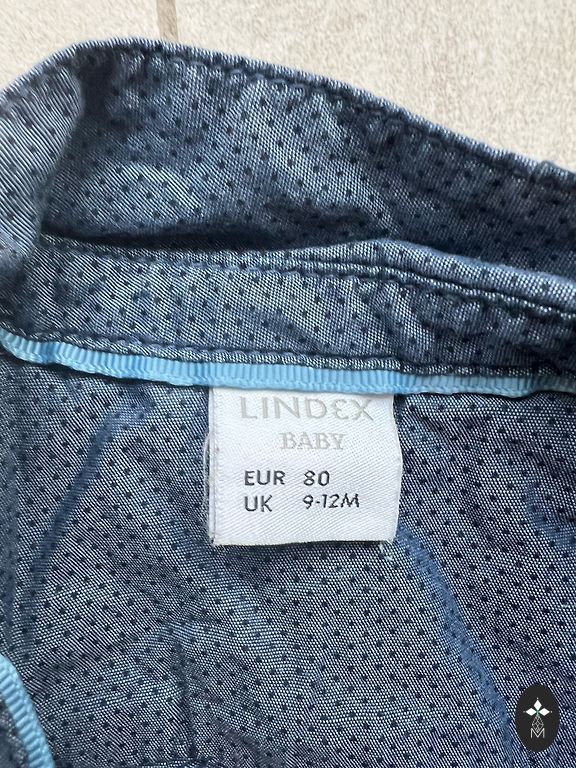 LINDEX
BABY
EUR 80
UK 9-12M
M